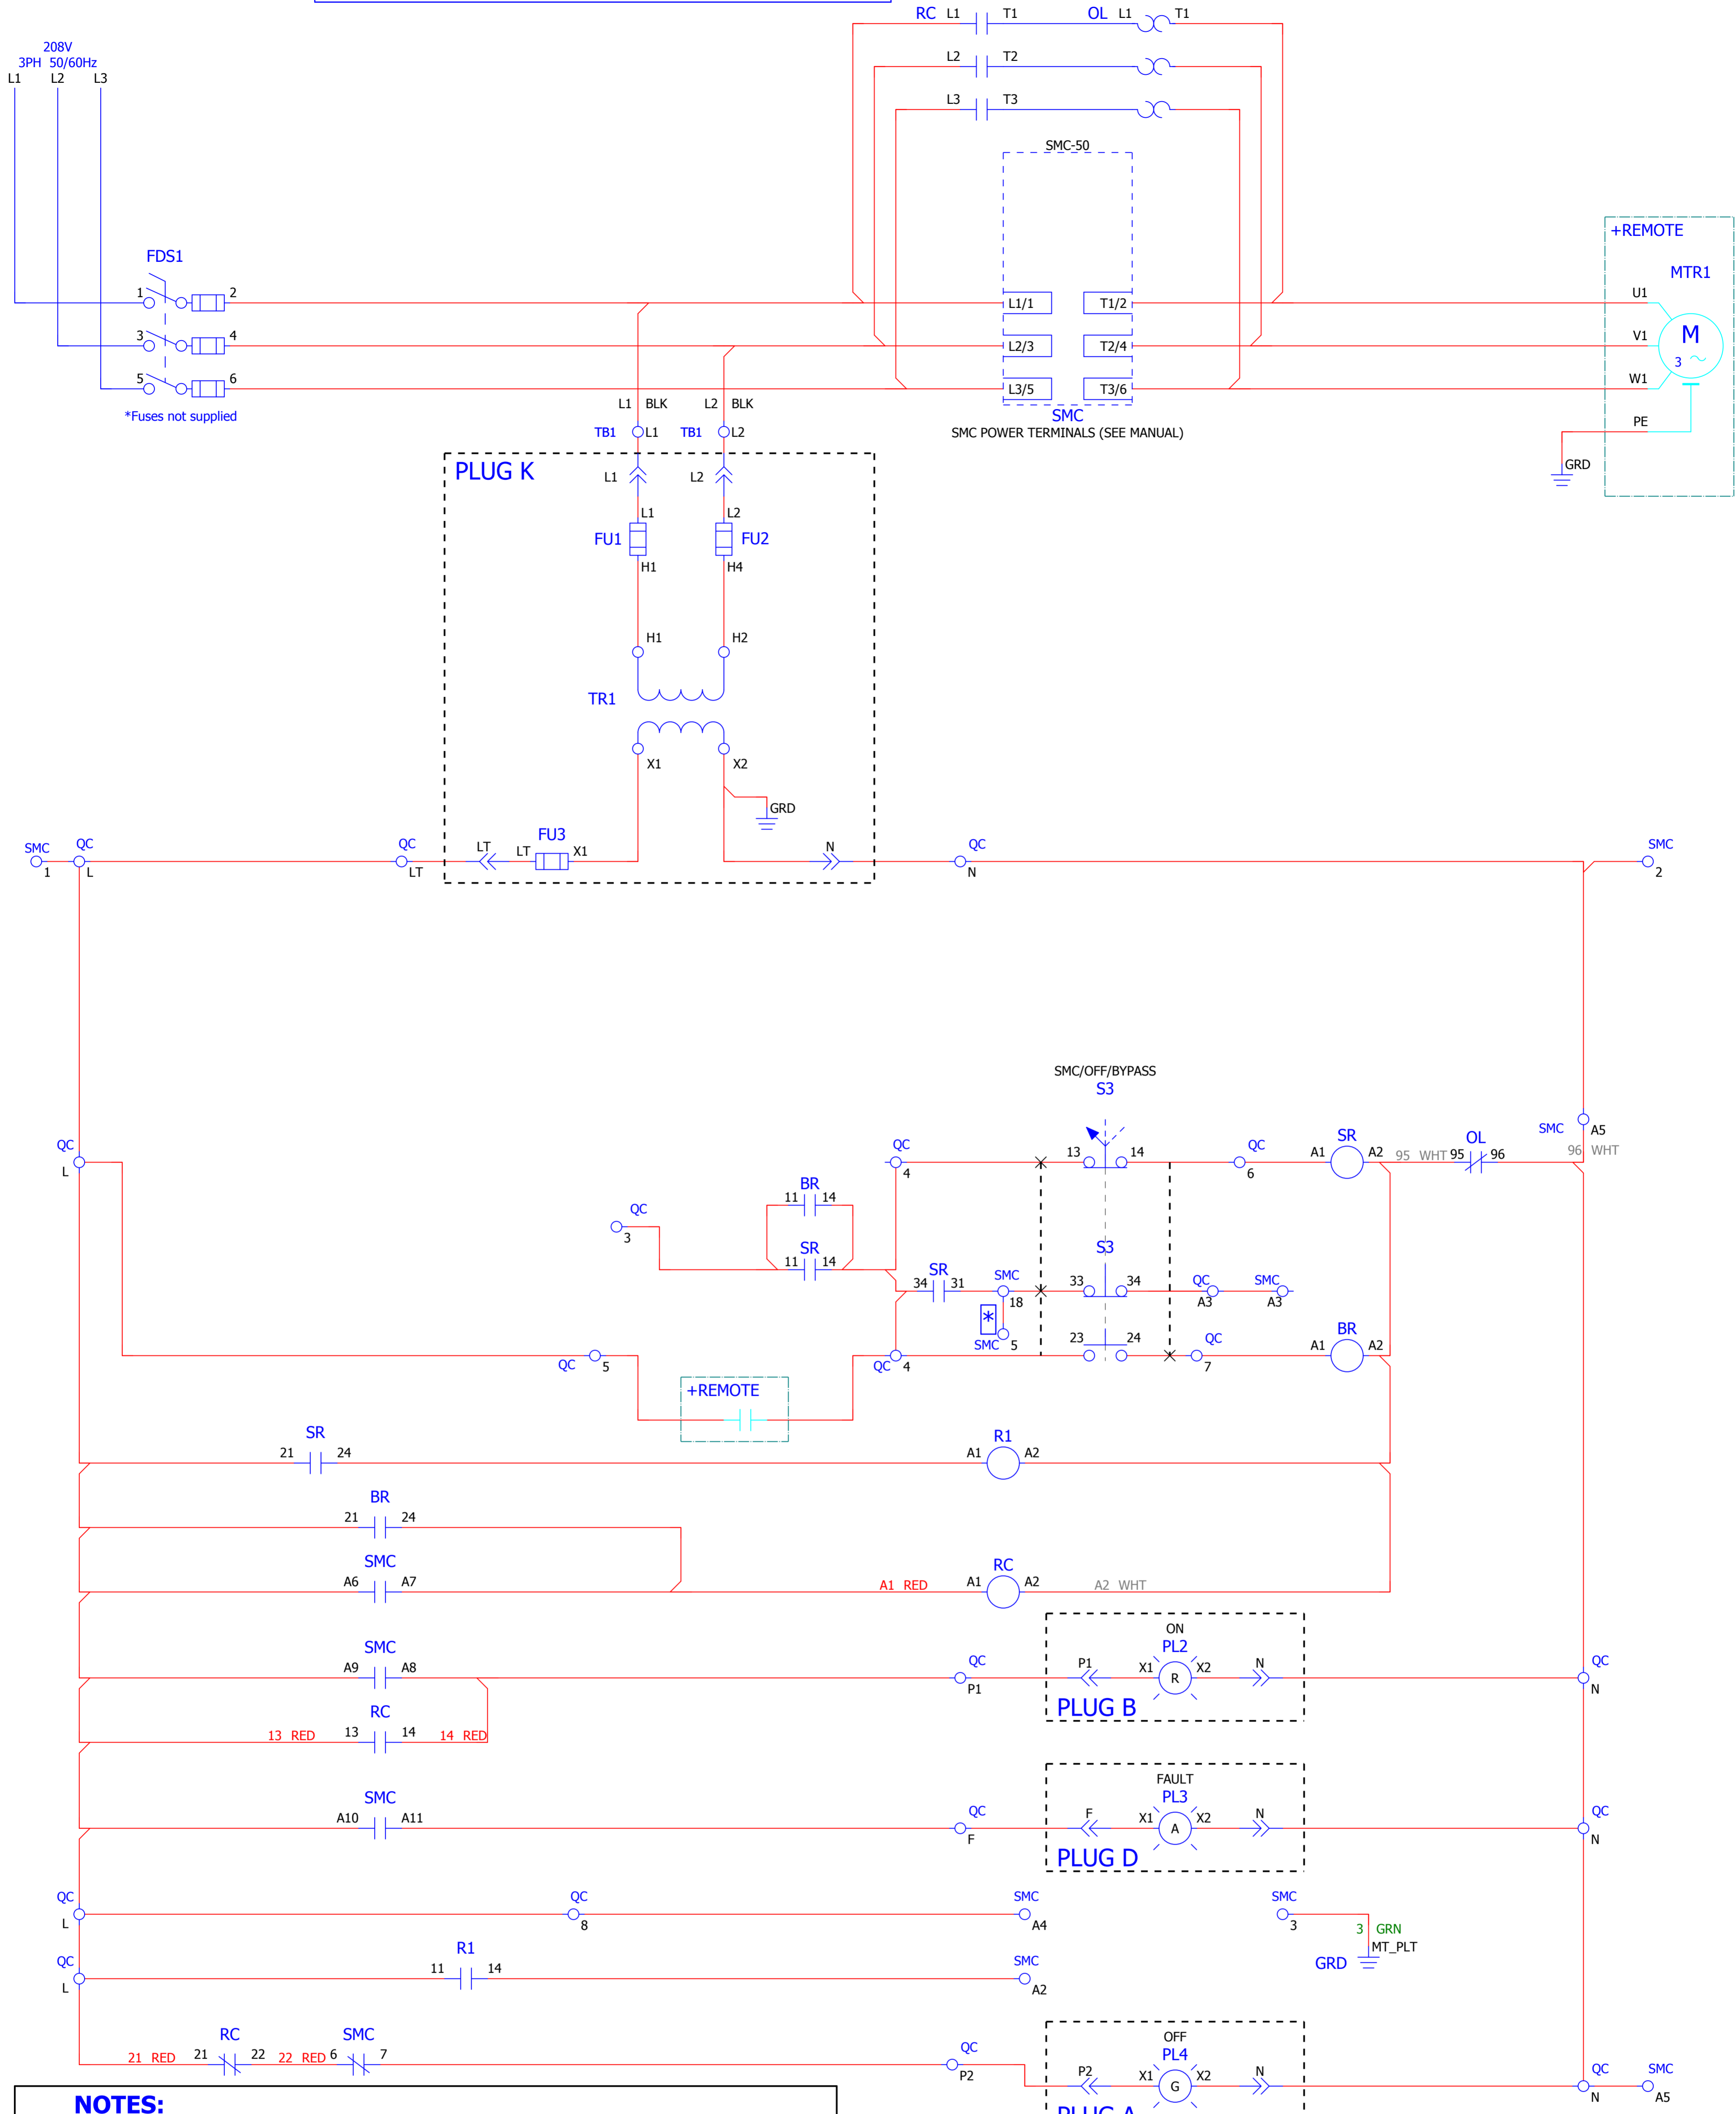 RC L1 T1 OL L1 T1
208V
3PH 50/60Hz
L1 L2 L3
L2 T2
L3 T3
SMC-50
+REMOTE
FDS1
MTR1
1 2 L1/1 T1/2 U1
3 4 L2/3 T2/4 V1 M
3
5 6 L3/5 T3/6 W1
*Fuses not supplied
L1 BLK L2 BLK
SMC
PE
TB1 L1 TB1 L2
SMC POWER TERMINALS (SEE MANUAL)
PLUG K
L1 L2
GRD
L1 L2
FU1 FU2
H1 H4
H1 H2
TR1
X1 X2
GRD
FU3
SMC QC QC LT LT X1 N QC SMC
1 L LT N 2
SMC/OFF/BYPASS
S3
SMC A5
QC QC 13 14 QC SR OL
L 4 6 A1 A2 95 WHT 95 96 96 WHT
BR
11 14
QC
3
SR
11 14
S3
SR
34 31 SMC 33 34 QC SMC
18 A3 A3
*
SMC 5
23 24 QC BR
A1 A2
QC 5 QC 4 7
+REMOTE
SR R1
21 24 A1 A2
BR
21 24
SMC RC
A6 A7 A1 RED A1 A2 A2 WHT
ON
SMC PL2
A9 A8 QC P1 X1 R X2 N QC
P1 N
PLUG B
RC
13 RED 13 14 14 RED
FAULT
SMC PL3
A10 A11 QC F X1 A X2 N QC
F N
PLUG D
QC QC SMC SMC
L 8 A4 3
3 GRN
MT_PLT
GRD
QC R1 SMC
L 11 14 A2
OFF
RC SMC PL4
21 RED 21 22 22 RED 6 7 QC P2 X1 G X2 N QC SMC
P2 N A5
PLUG A
NOTES: